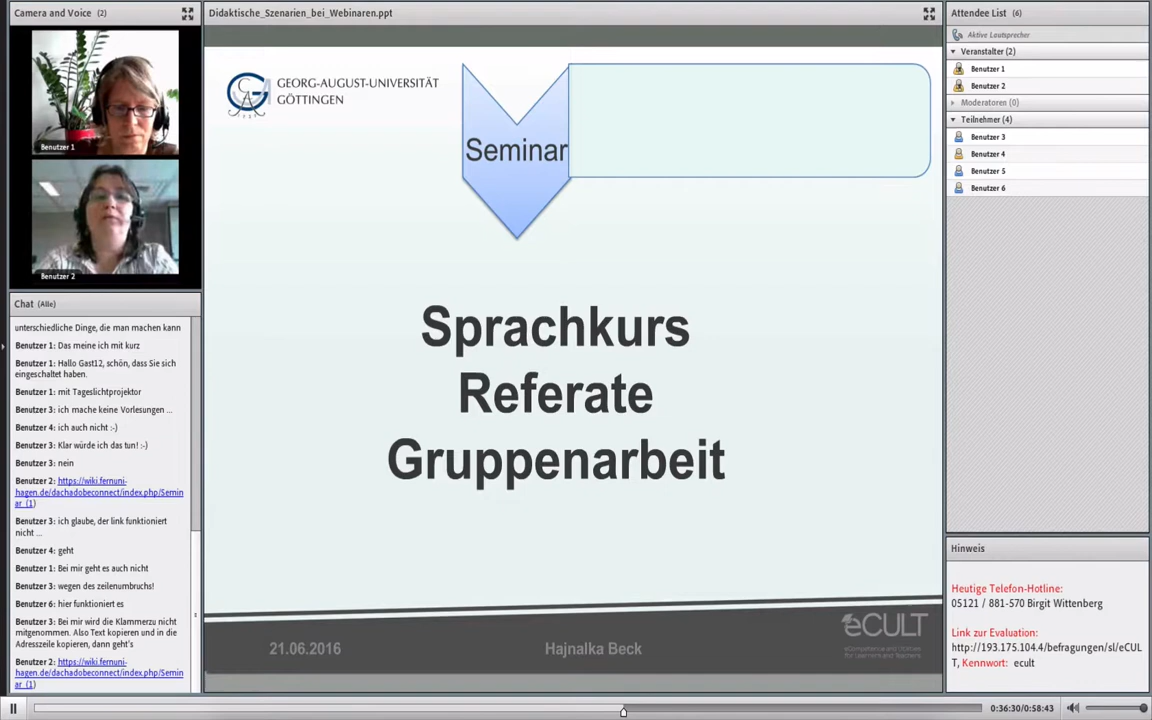 Camera and Voice (2)
Benutzer 1
Benutzer 2
Chat (Alle)
unterschiedliche Dinge, die man machen kann
Benutzer 1: Das meine ich mit kurz
Benutzer 1: Hallo Gast12, schön, dass Sie sich
eingeschaltet haben.
Benutzer 1: mit Tageslichtprojektor
Benutzer 3: ich mache keine Vorlesungen ...
Benutzer 4: ich auch nicht :-)
Benutzer 3: Klar würde ich das tun! :-)
Benutzer 3: nein
Benutzer 2: https://wiki.fernuni-
hagen.de/dachadobeconnect/index.php/Semin
ar_(1)
Benutzer 3: ich glaube, der link funktioniert
nicht ...
Benutzer 4: geht
Benutzer 1: Bei mir geht es auch nicht
Benutzer 3: wegen des zeilenumbruchs!
Benutzer 6: hier funktioniert es
Benutzer 3: Bei mir wird die Klammerzu nicht
mitgenommen. Also Text kopieren und in die
Adresszeile kopieren, dann geht's
Benutzer 2: https://wiki.fernuni-
hagen.de/dachadobeconnect/index.php/Semin
ar_(1)
Didaktische_Szenarien_bei_Webinaren.ppt
GEORG-AUGUST-UNIVERSITÄT
GÖTTINGEN
Seminar
Sprachkurs
Referate
Gruppenarbeit
21.06.2016
Hajnalka Beck
eCULT
Attendee List (6)
Aktive Lautsprecher
Veranstalter (2)
Benutzer 1
Benutzer 2
Moderatoren (0)
Teilnehmer (4)
Benutzer 3
Benutzer 4
Benutzer 5
Benutzer 6
Hinweis
Heutige Telefon-Hotline:
05121 / 881-570 Birgit Wittenberg
Link zur Evaluation:
http://193.175.104.4/befragungen/sl/eCUL
T, Kennwort: ecult
0:36:30/0:58:43